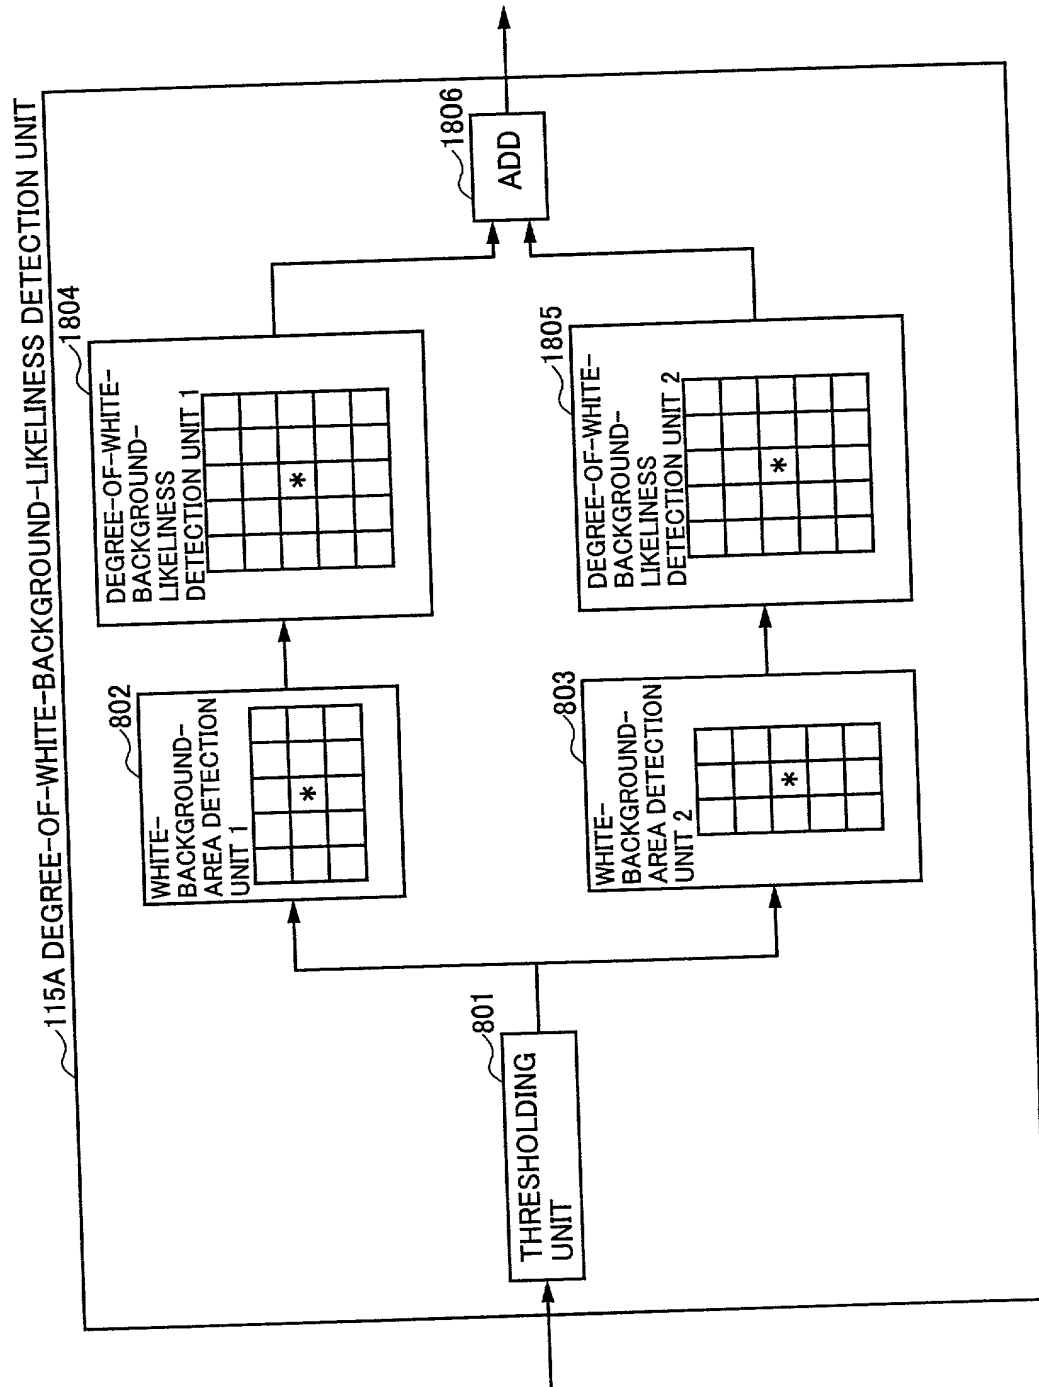 115A DEGREE-OF-WHITE-BACKGROUND-LIKELINESS DETECTION UNIT
801
THRESHOLDING
UNIT
802
WHITE-
BACKGROUND-
AREA DETECTION
UNIT 1
*
1804
DEGREE-OF-WHITE-
BACKGROUND-
LIKELINESS
DETECTION UNIT 1
*
803
WHITE-
BACKGROUND-
AREA DETECTION
UNIT 2
*
1805
DEGREE-OF-WHITE-
BACKGROUND-
LIKELINESS
DETECTION UNIT 2
*
1806
ADD